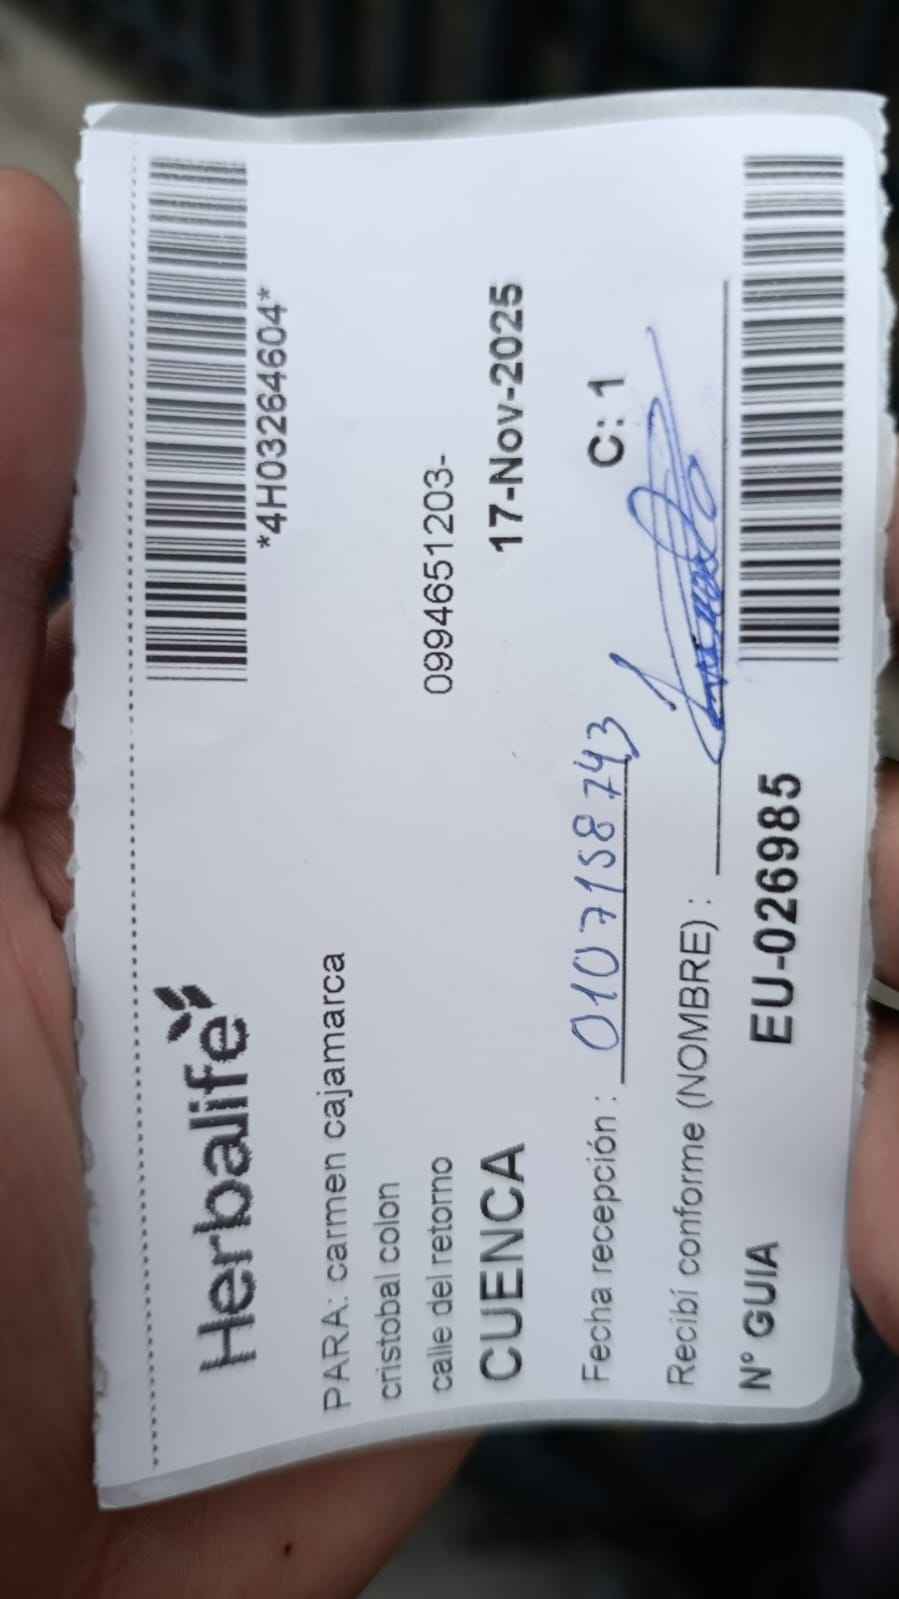 *4H03264604*
Herbalife
PARA: carmen cajamarca
cristobal colon
calle del retorno
0994651203-
CUENCA 17-Nov-2025
Fecha recepción : 0107158743 C: 1
Recibí conforme (NOMBRE) :
Nº GUIA EU-026985